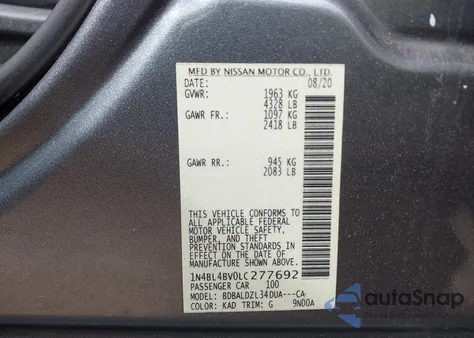 MFD BY NISSAN MOTOR CO., LTD.
DATE: 08/20
GVWR: 1963 KG
4328 LB
GAWR FR.: 1097 KG
2418 LB
GAWR RR.: 945 KG
2083 LB
THIS VEHICLE CONFORMS TO
ALL APPLICABLE FEDERAL
MOTOR VEHICLE SAFETY,
BUMPER, AND THEFT
PREVENTION STANDARDS IN
EFFECT ON THE DATE OF
MANUFACTURE SHOWN ABOVE.
1N4BL4BV0LC277692
PASSENGER CAR 100
MODEL: BDBALDZL34DUA---CA
COLOR: KAD TRIM: G 9N00A
autoSnap